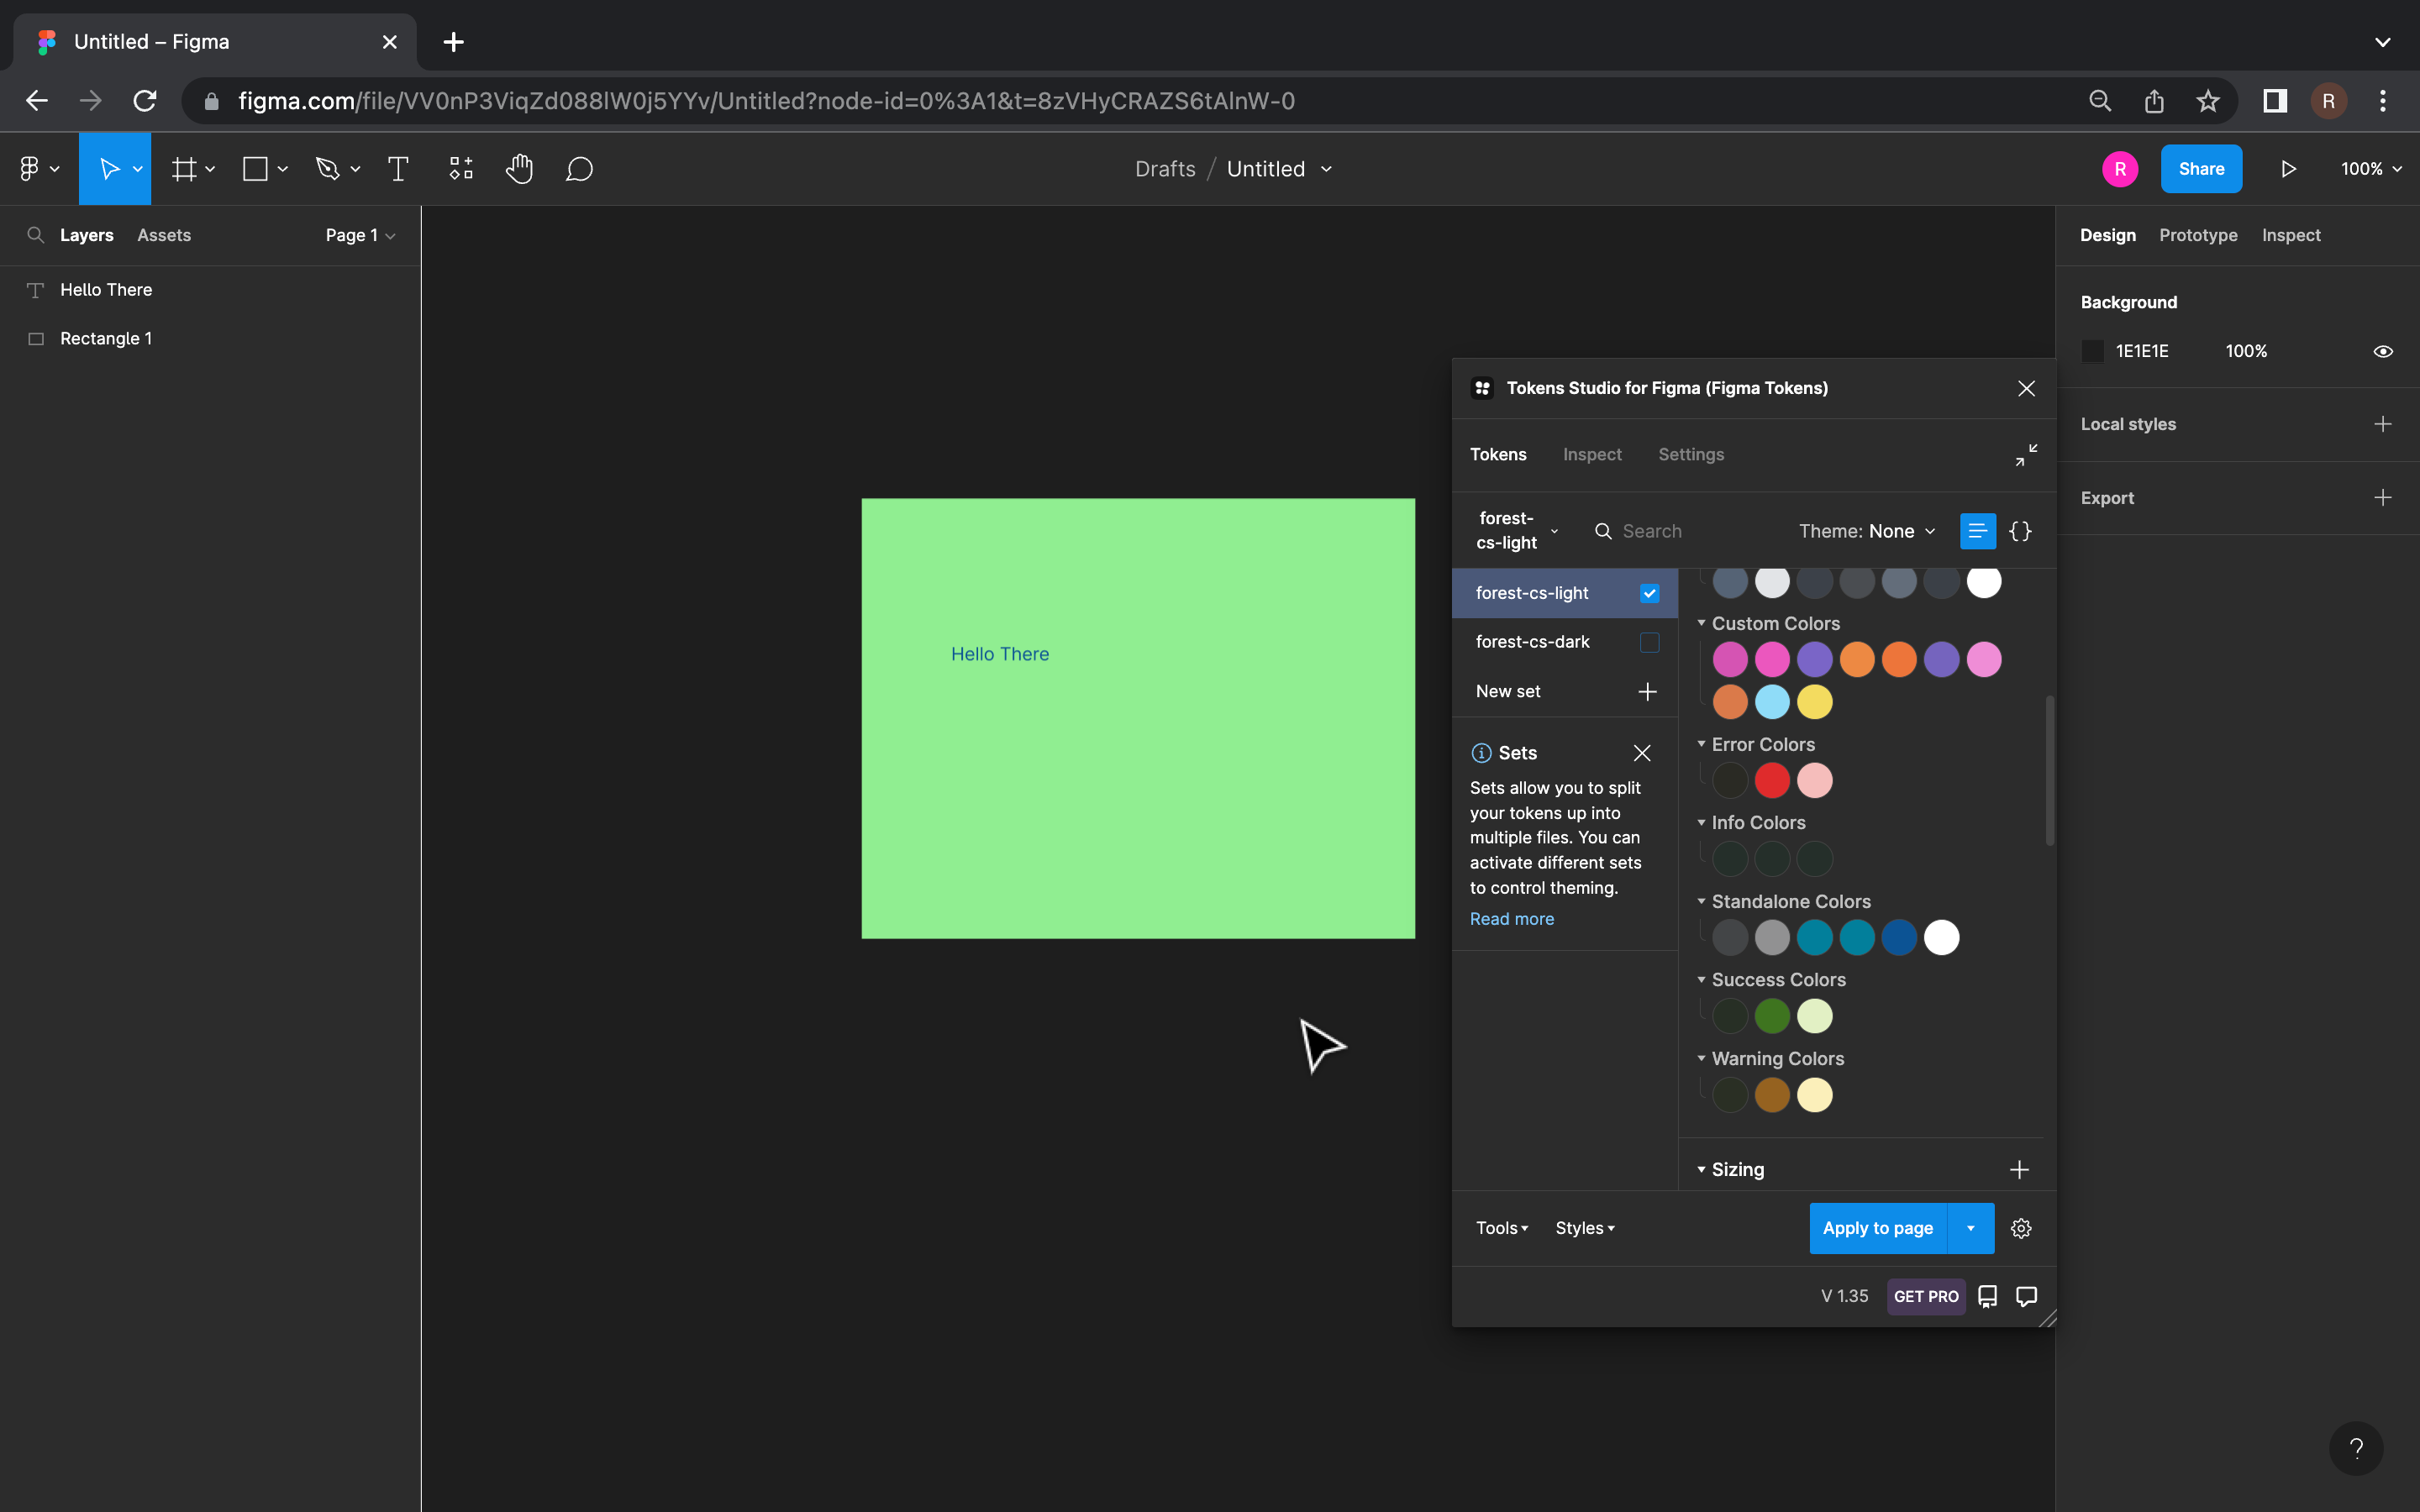 Untitled – Figma
figma.com/file/VV0nP3ViqZd088lW0j5YYv/Untitled?node-id=0%3A1&t=8zVHyCRAZS6tAlnW-0
R
Drafts / Untitled
R
Share
100%
Layers
Assets
Page 1
Design
Prototype
Inspect
Hello There
Rectangle 1
Background
1E1E1E
100%
Local styles
Export
Hello There
Tokens Studio for Figma (Figma Tokens)
Tokens
Inspect
Settings
forest-
cs-light
Search
Theme: None
forest-cs-light
forest-cs-dark
New set
Sets
Sets allow you to split
your tokens up into
multiple files. You can
activate different sets
to control theming.
Read more
Custom Colors
Error Colors
Info Colors
Standalone Colors
Success Colors
Warning Colors
Sizing
Tools
Styles
Apply to page
V 1.35
GET PRO
?